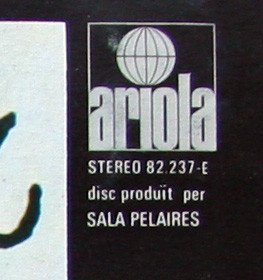 ariola
STEREO 82.237-E
disc produït per
SALA PELAIRES